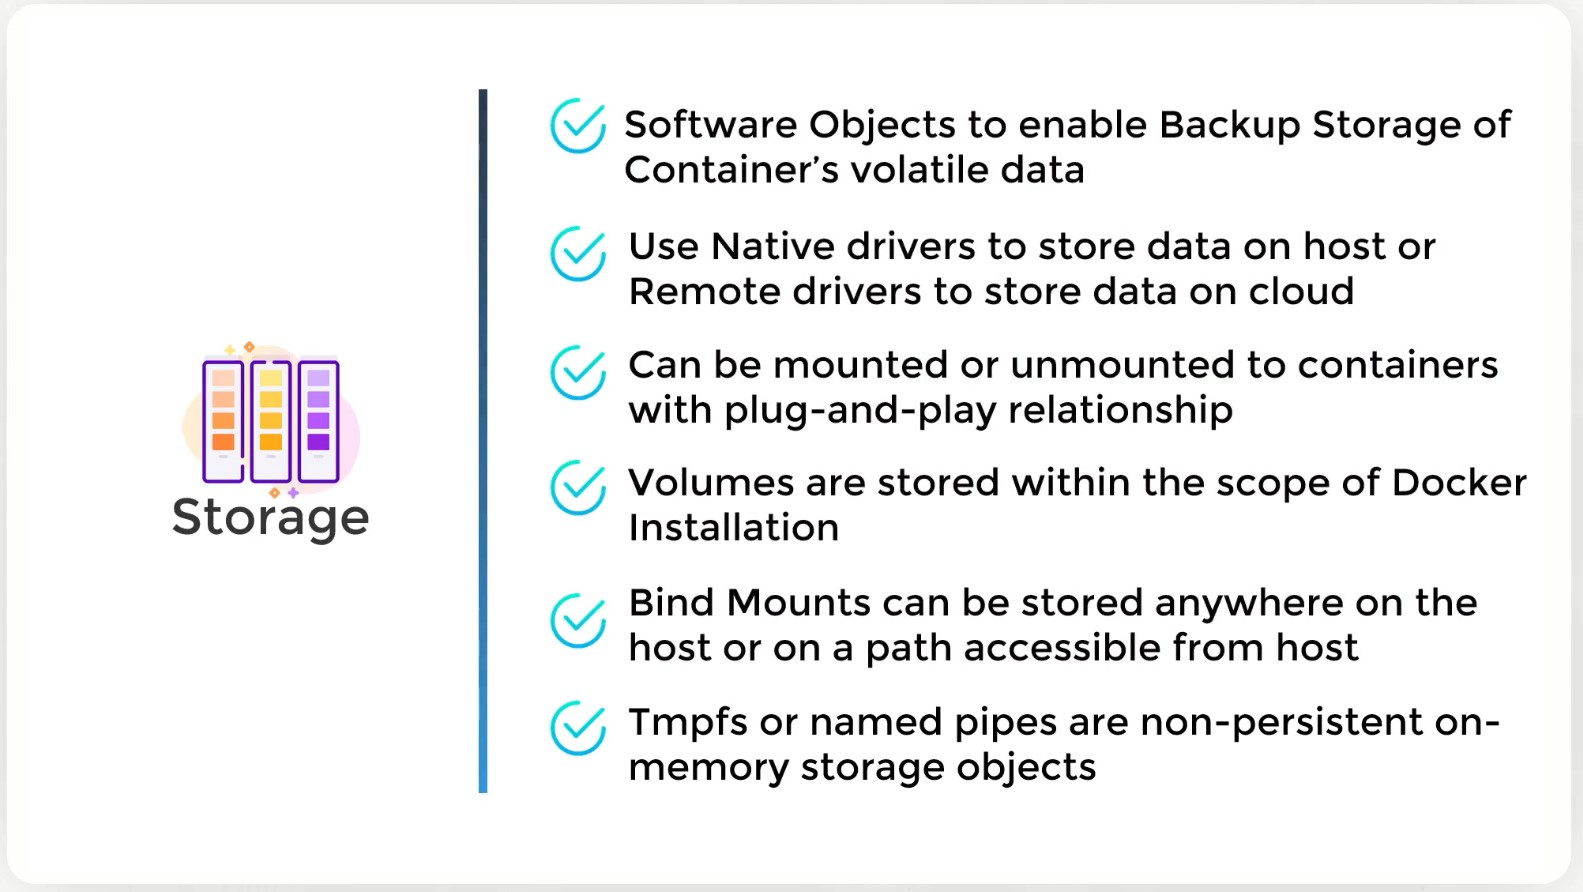 Storage
Software Objects to enable Backup Storage of
Container’s volatile data
Use Native drivers to store data on host or
Remote drivers to store data on cloud
Can be mounted or unmounted to containers
with plug-and-play relationship
Volumes are stored within the scope of Docker
Installation
Bind Mounts can be stored anywhere on the
host or on a path accessible from host
Tmpfs or named pipes are non-persistent on-
memory storage objects